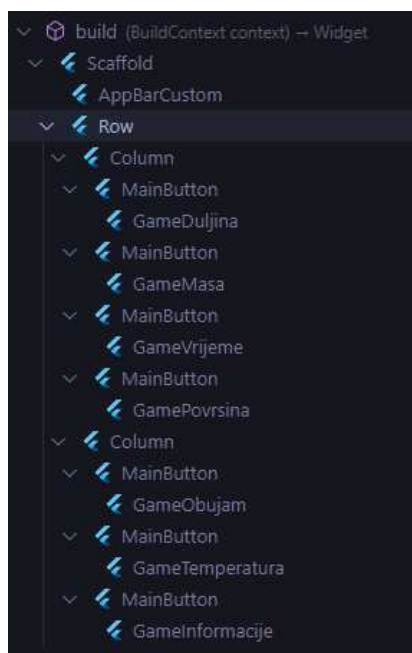 build (BuildContext context) → Widget
Scaffold
AppBarCustom
Row
Column
MainButton
GameDuljina
MainButton
GameMasa
MainButton
GameVrijeme
MainButton
GamePovrsina
Column
MainButton
GameObujam
MainButton
GameTemperatura
MainButton
GameInformacije